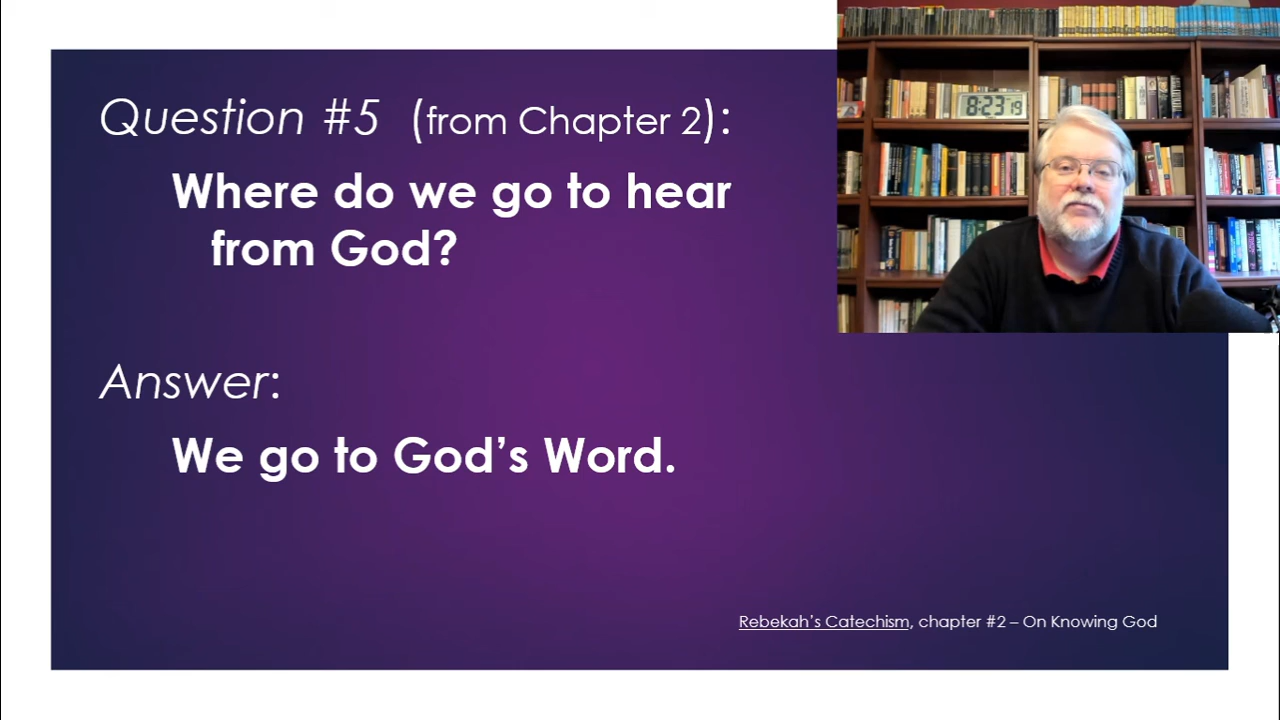 Question #5 (from Chapter 2):
Where do we go to hear
from God?
Answer:
We go to God’s Word.
Rebekah’s Catechism, chapter #2 – On Knowing God
8:23 19